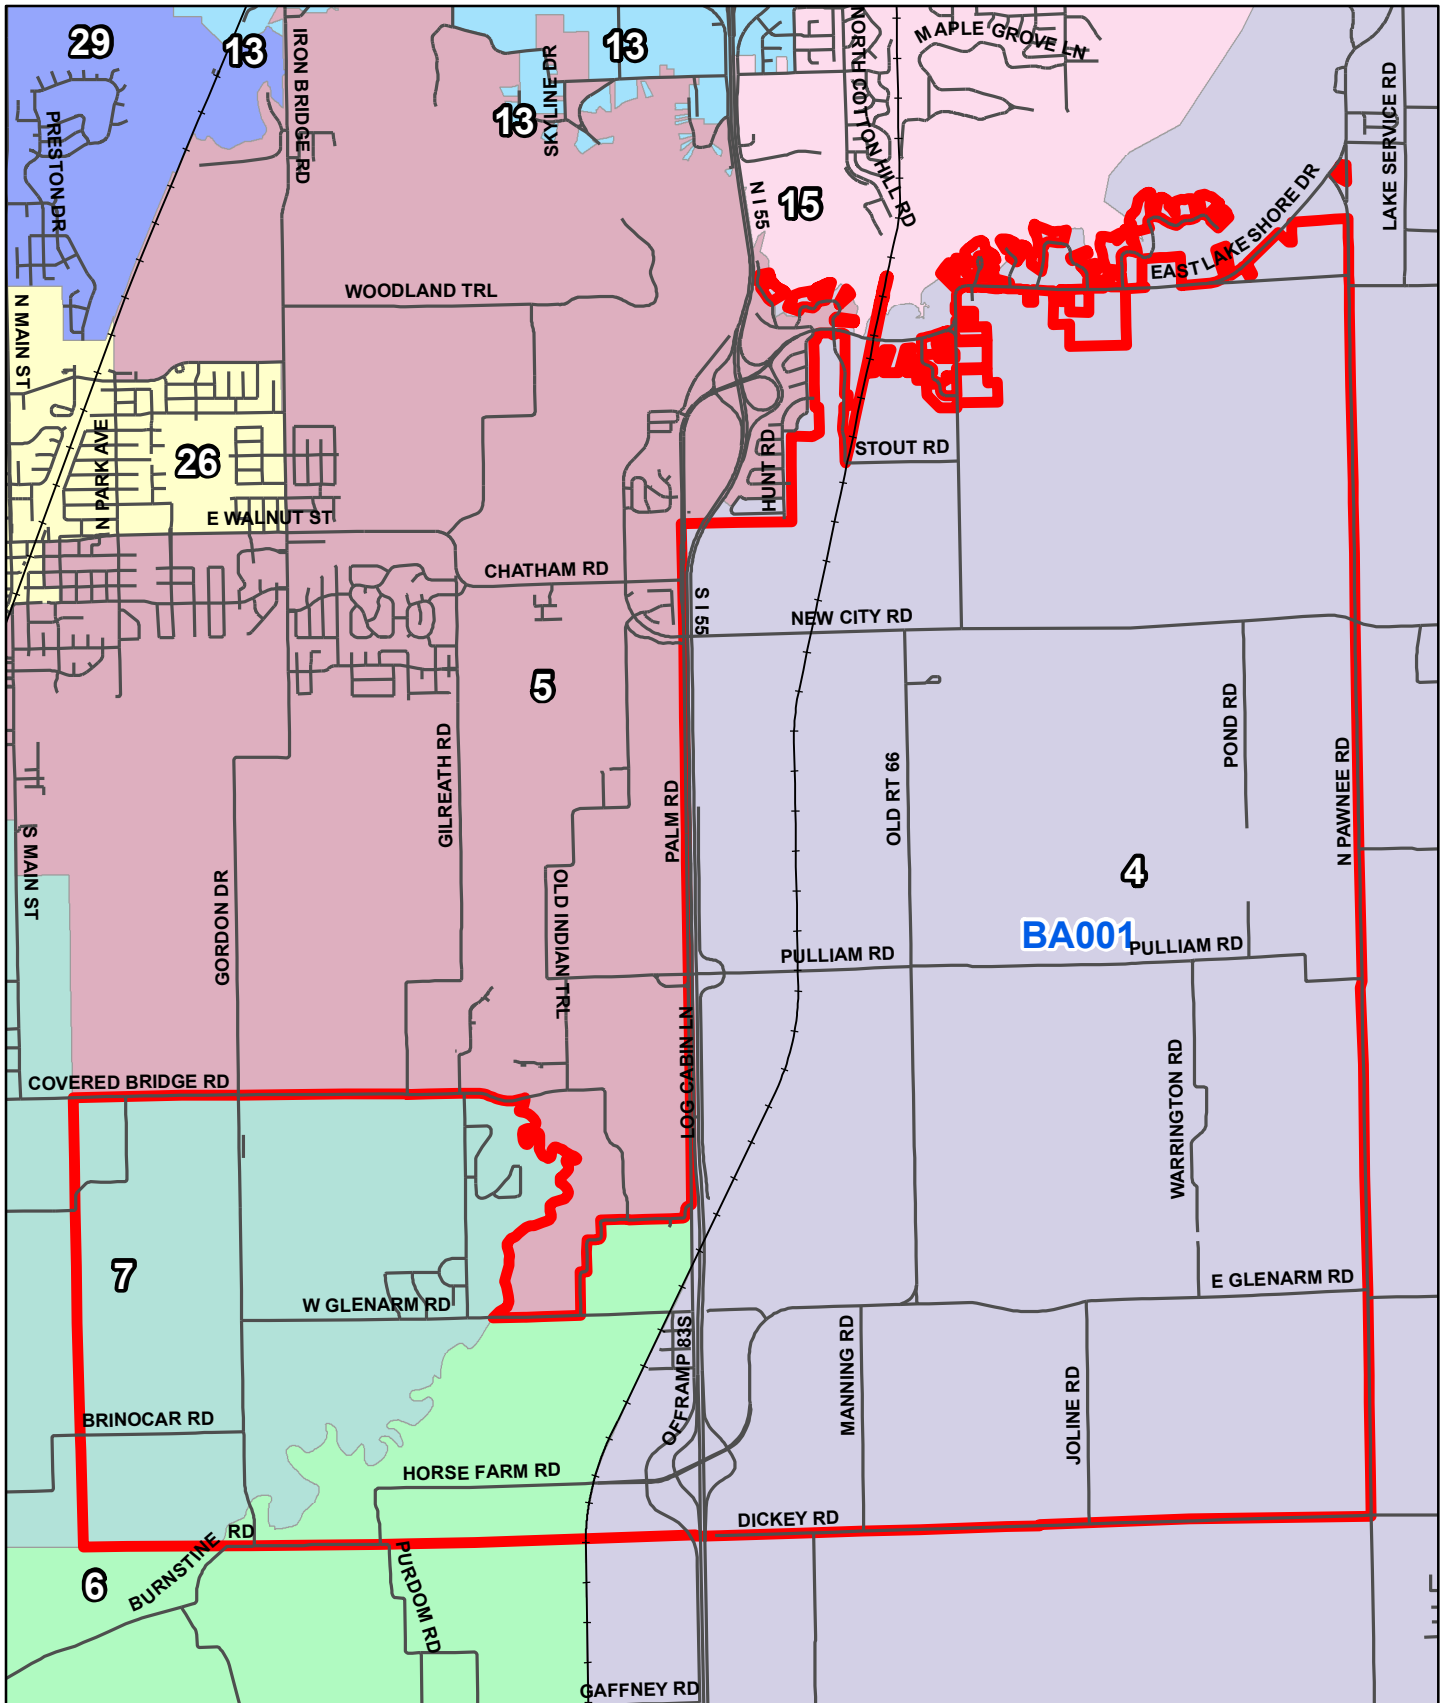 29
13
IRON BRIDGE RD
13
SKYLINE DR
13
NORTH COTTON HILL RD
MAPLE GROVE LN
LAKE SERVICE RD
PRESTON DR
N I 55
15
EAST LAKE SHORE DR
WOODLAND TRL
N MAIN ST
N PARK AVE
26
E WALNUT ST
HUNT RD
STOUT RD
CHATHAM RD
S I 55
NEW CITY RD
5
GILREATH RD
PALM RD
OLD RT 66
POND RD
N PAWNEE RD
S MAIN ST
GORDON DR
OLD INDIAN TRL
4
BA001
PULLIAM RD
PULLIAM RD
COVERED BRIDGE RD
LOG CABIN LN
WARRINGTON RD
7
W GLENARM RD
E GLENARM RD
OFFRAMP 83S
MANNING RD
JOLINE RD
BRINOCAR RD
HORSE FARM RD
DICKEY RD
BURNSTINE RD
6
PURDOM RD
GAFFNEY RD